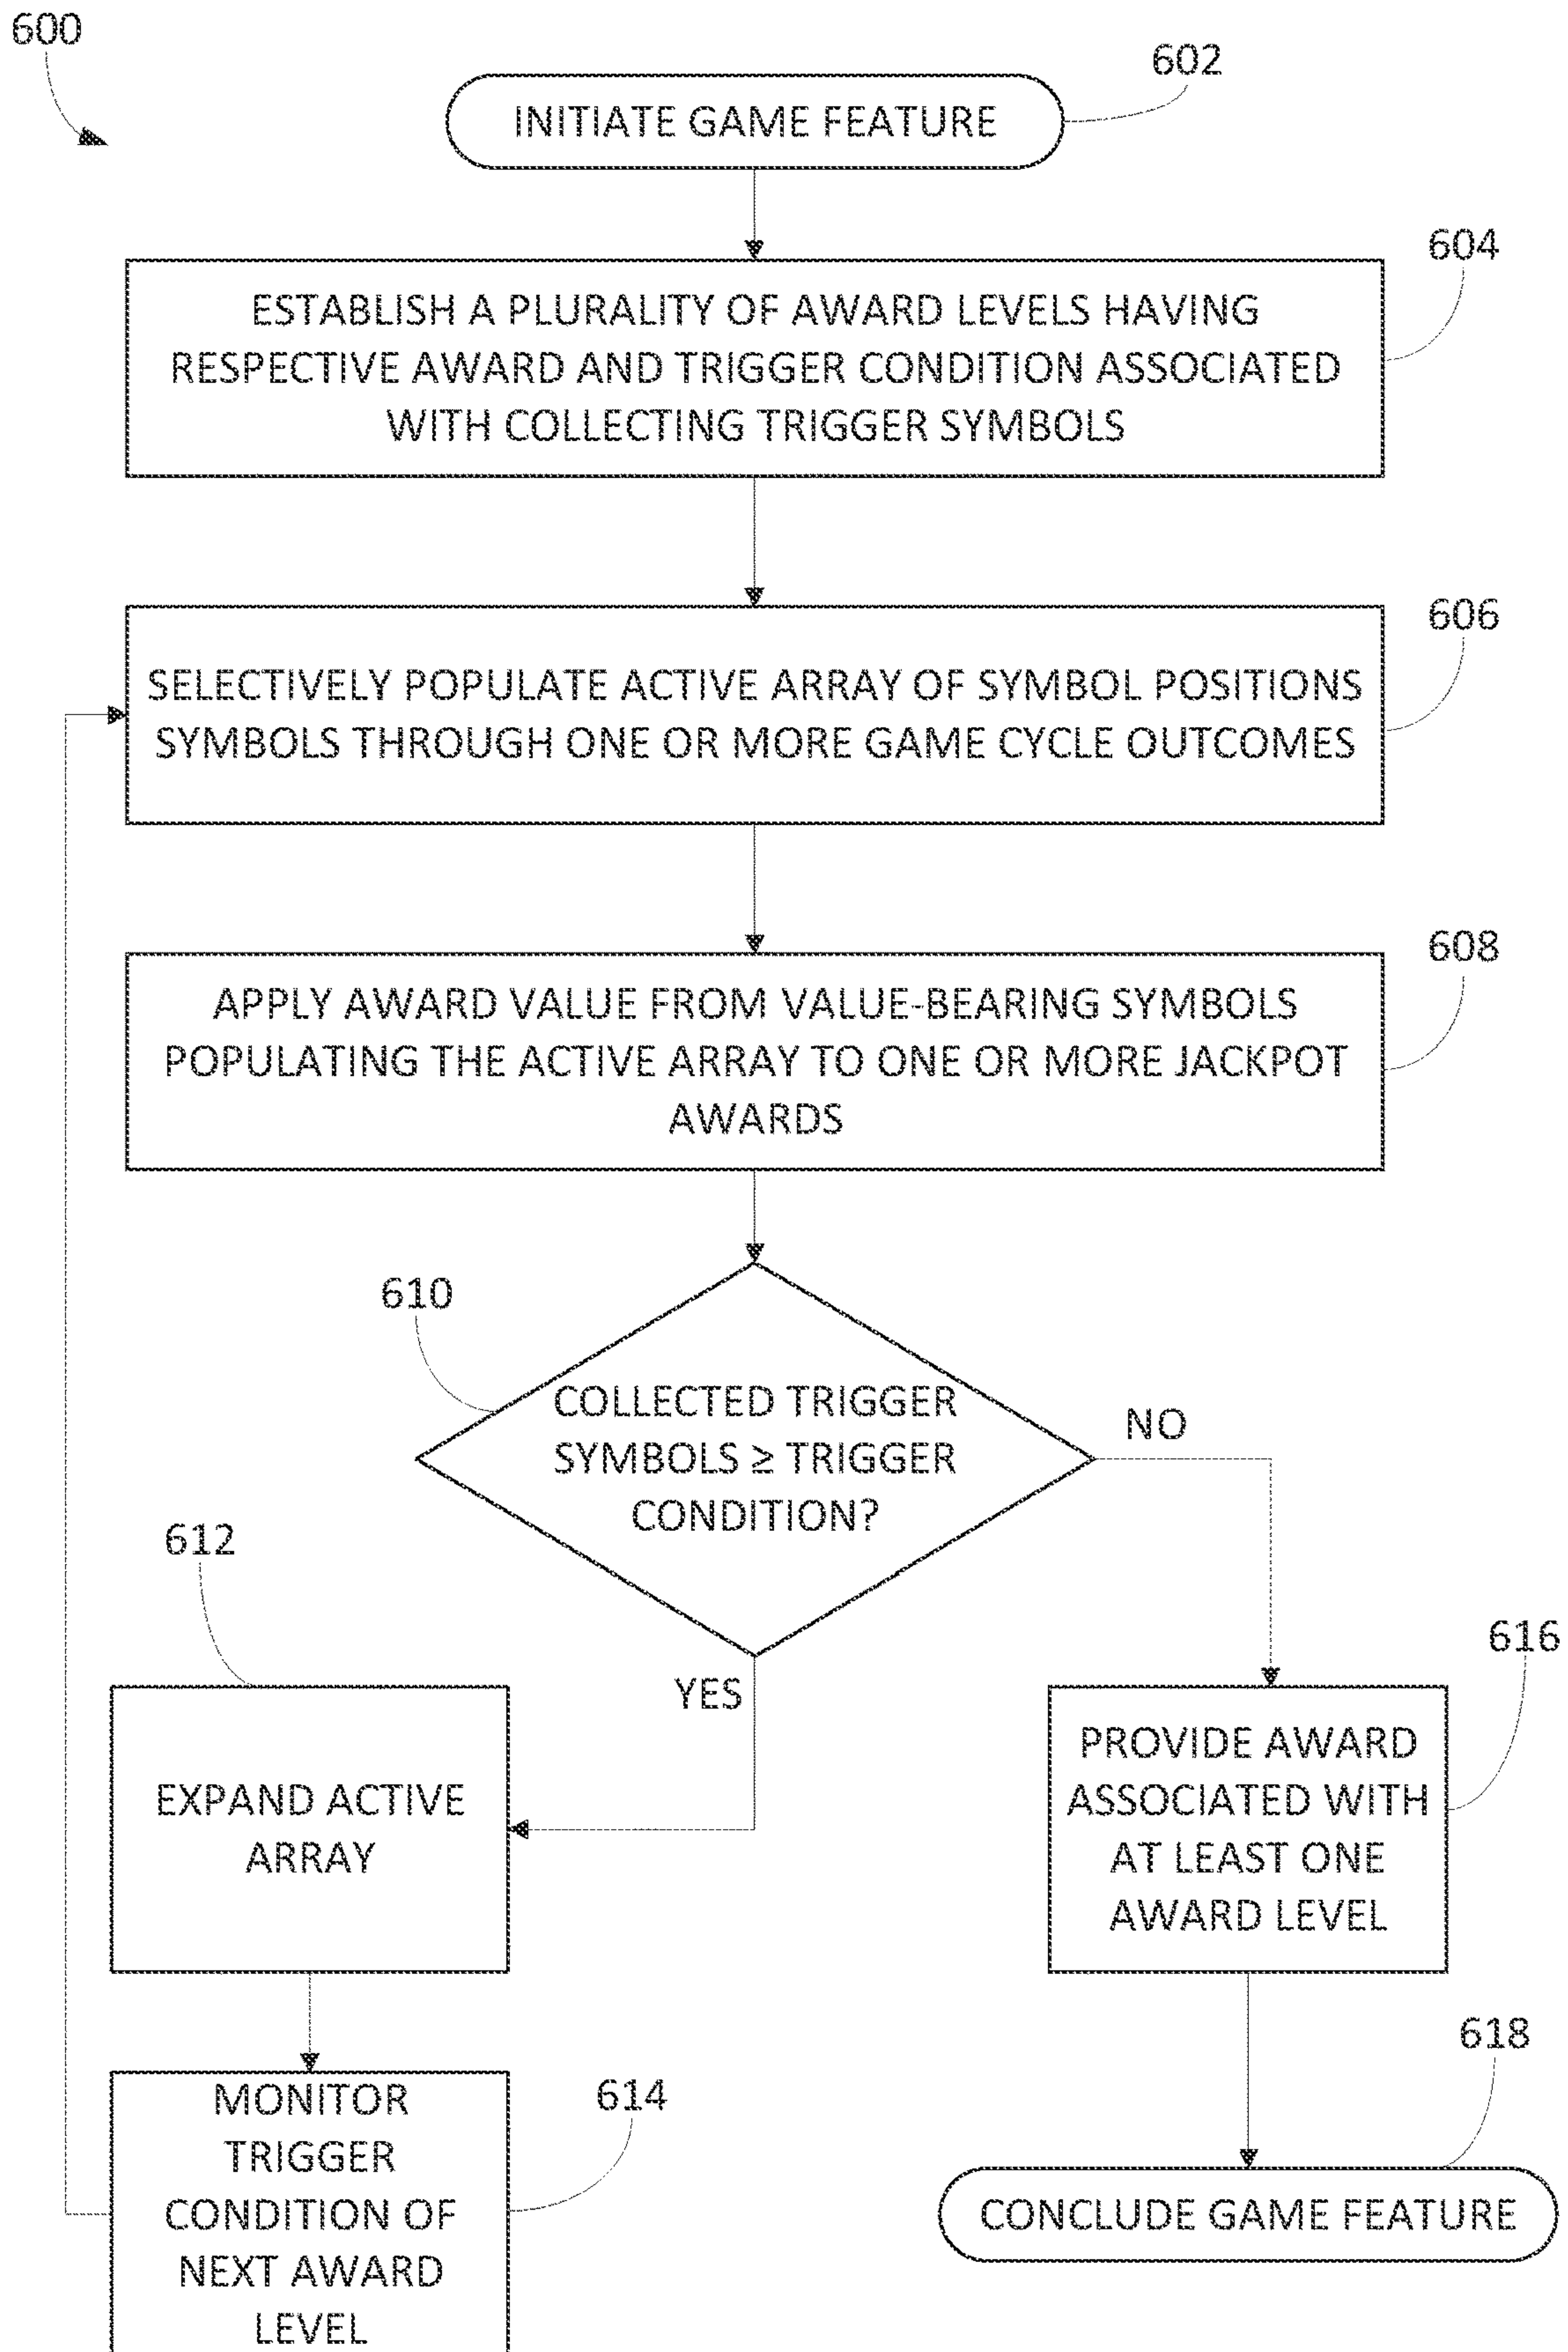 600
602
INITIATE GAME FEATURE
604
ESTABLISH A PLURALITY OF AWARD LEVELS HAVING
RESPECTIVE AWARD AND TRIGGER CONDITION ASSOCIATED
WITH COLLECTING TRIGGER SYMBOLS
606
SELECTIVELY POPULATE ACTIVE ARRAY OF SYMBOL POSITIONS
SYMBOLS THROUGH ONE OR MORE GAME CYCLE OUTCOMES
608
APPLY AWARD VALUE FROM VALUE-BEARING SYMBOLS
POPULATING THE ACTIVE ARRAY TO ONE OR MORE JACKPOT
AWARDS
610
COLLECTED TRIGGER
SYMBOLS ≥ TRIGGER
CONDITION?
NO
YES
612
EXPAND ACTIVE
ARRAY
616
PROVIDE AWARD
ASSOCIATED WITH
AT LEAST ONE
AWARD LEVEL
614
MONITOR
TRIGGER
CONDITION OF
NEXT AWARD
LEVEL
618
CONCLUDE GAME FEATURE